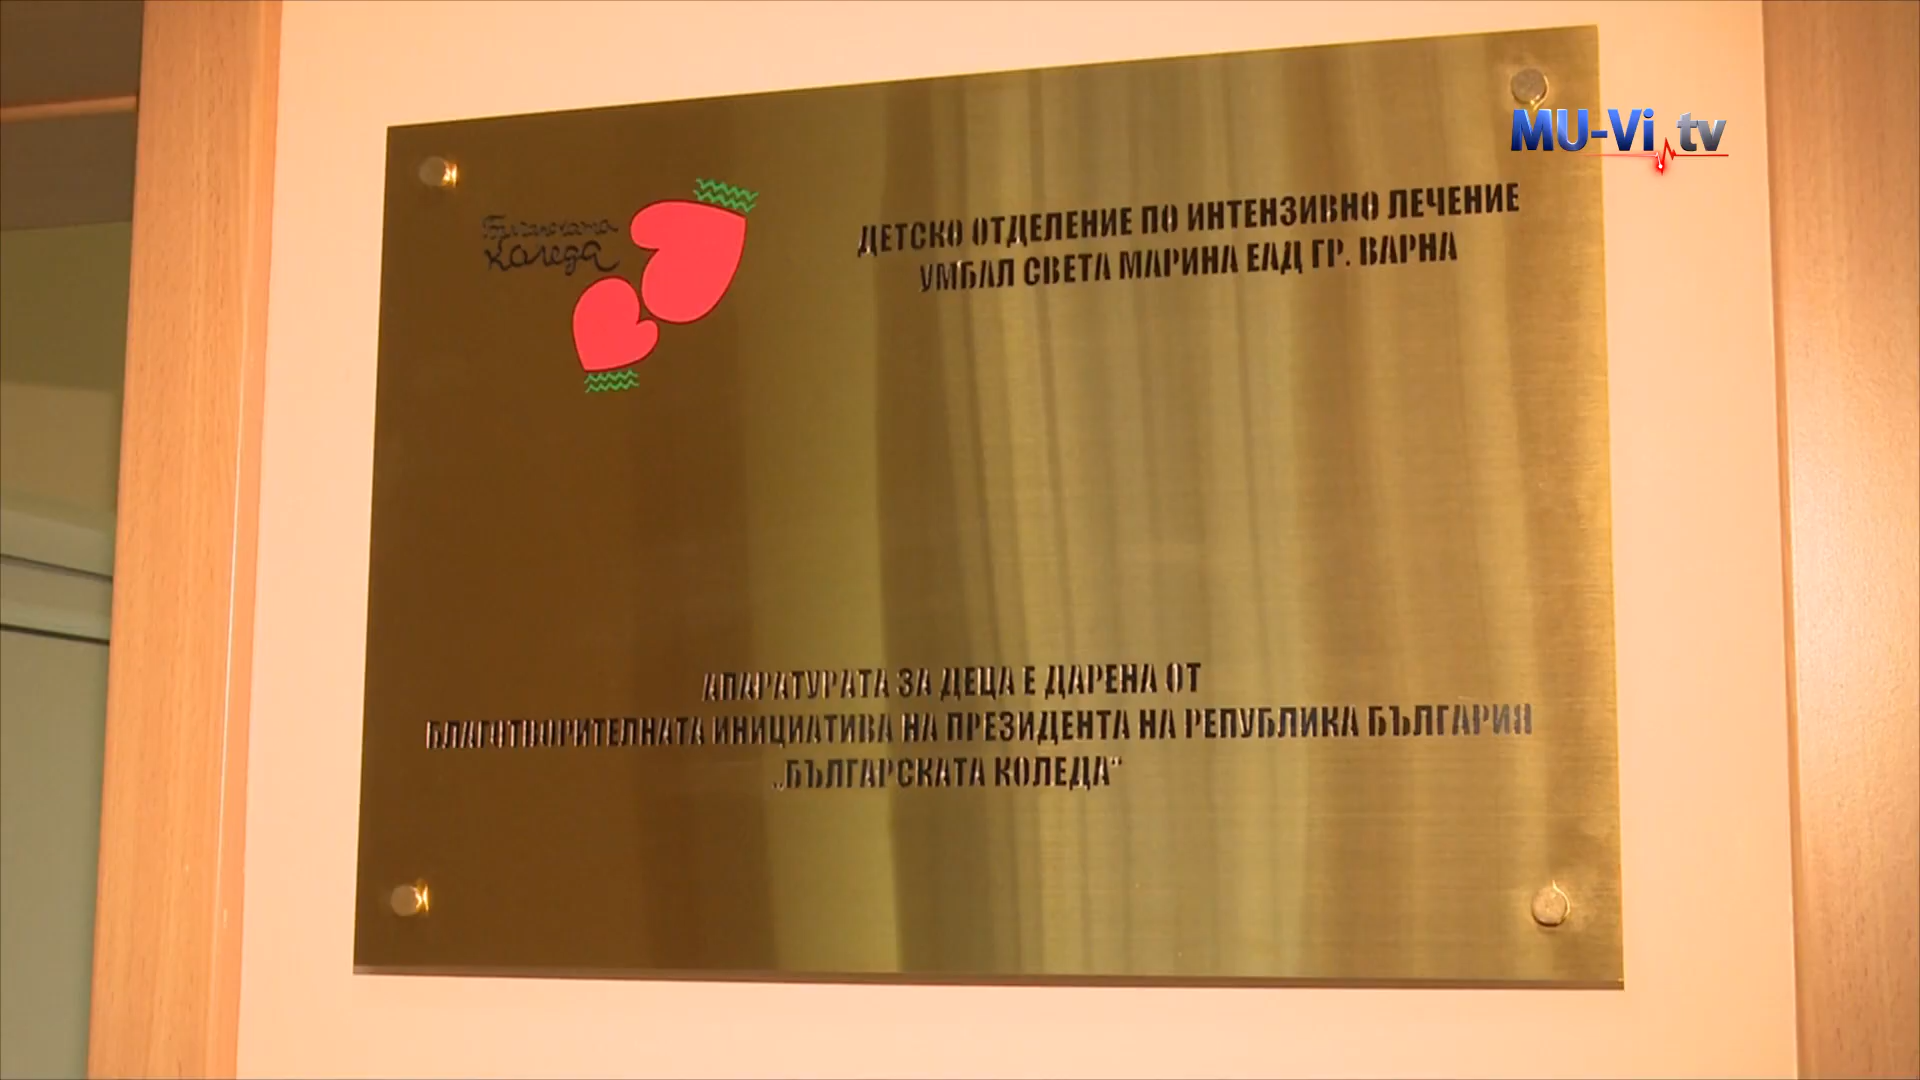 MU-Vi.tv
Българската
Коледа
ДЕТСКО ОТДЕЛЕНИЕ ПО ИНТЕНЗИВНО ЛЕЧЕНИЕ
УМБАЛ СВЕТА МАРИНА ЕАД ГР. ВАРНА
АПАРАТУРАТА ЗА ДЕЦА Е ДАРЕНА ОТ
БЛАГОТВОРИТЕЛНАТА ИНИЦИАТИВА НА ПРЕЗИДЕНТА НА РЕПУБЛИКА БЪЛГАРИЯ
„БЪЛГАРСКАТА КОЛЕДА“